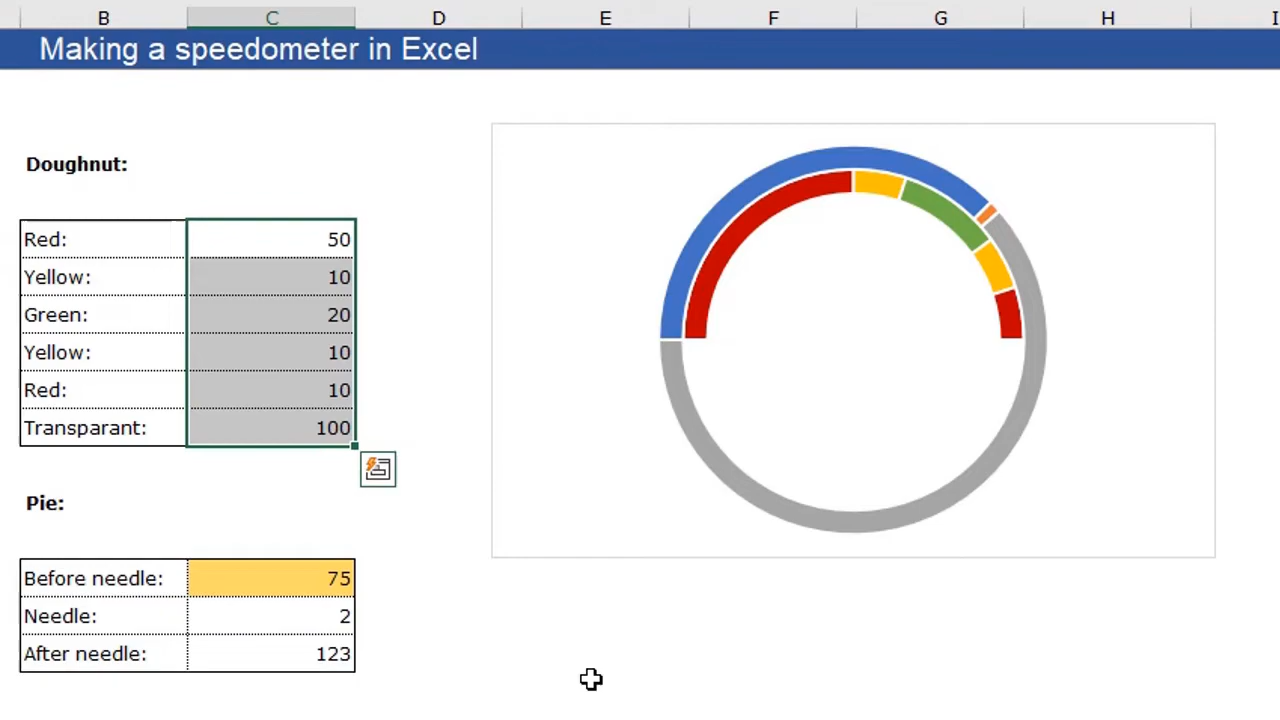 B C D E F G H I
Making a speedometer in Excel
Doughnut:
Red: 50
Yellow: 10
Green: 20
Yellow: 10
Red: 10
Transparant: 100
Pie:
Before needle: 75
Needle: 2
After needle: 123